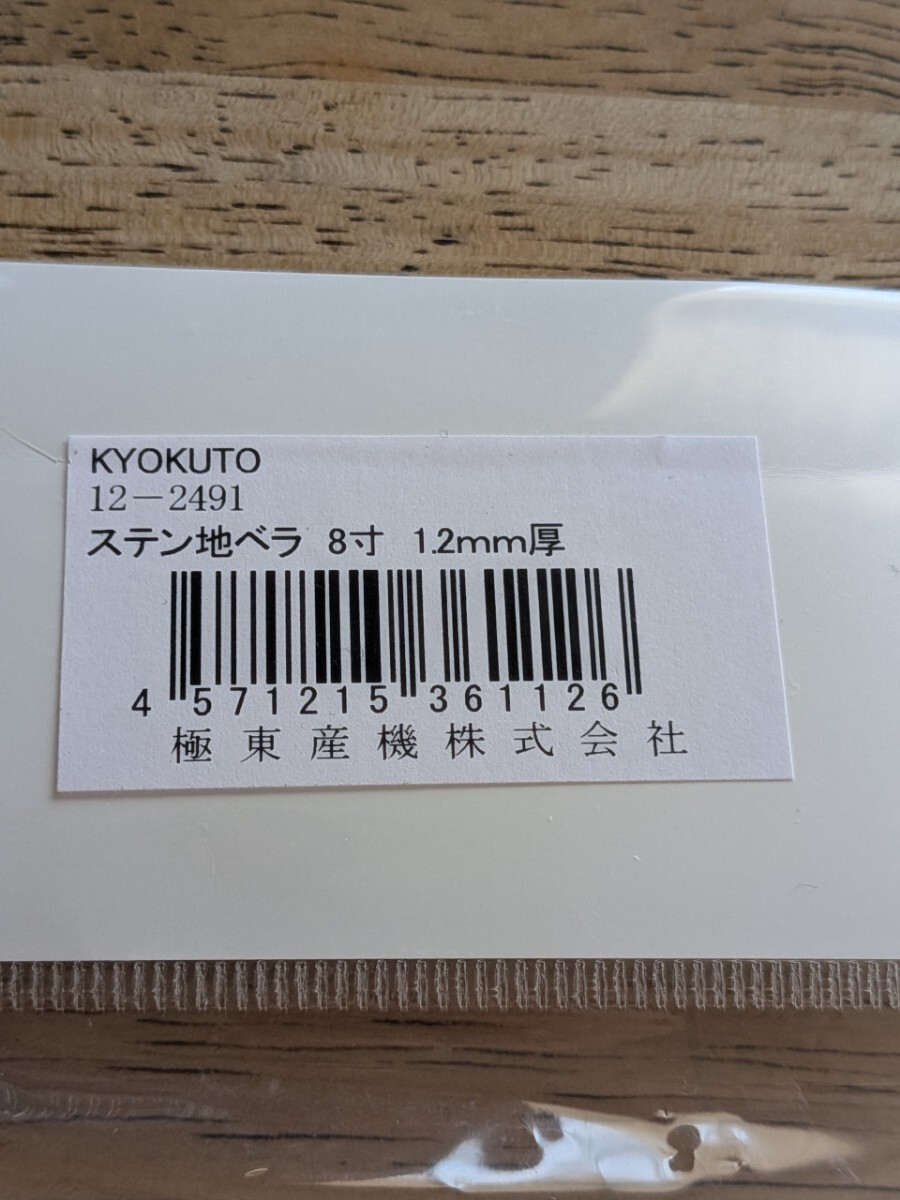 KYOKUTO
12-2491
ステン地ベラ 8寸 1.2mm厚
4 571215 361126
極東産機株式会社